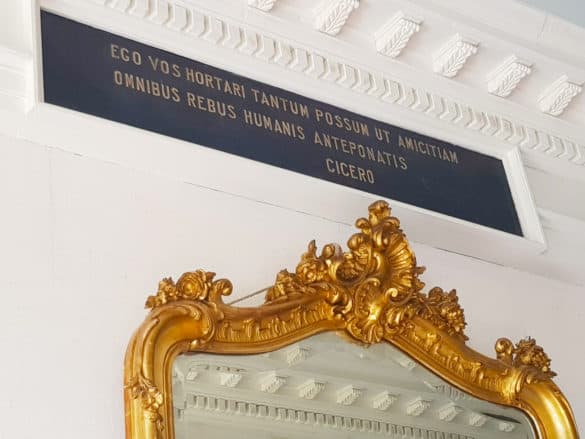 EGO VOS HORTARI TANTUM POSSUM UT AMICITIAM
OMNIBUS REBUS HUMANIS ANTEPONATIS
CICERO